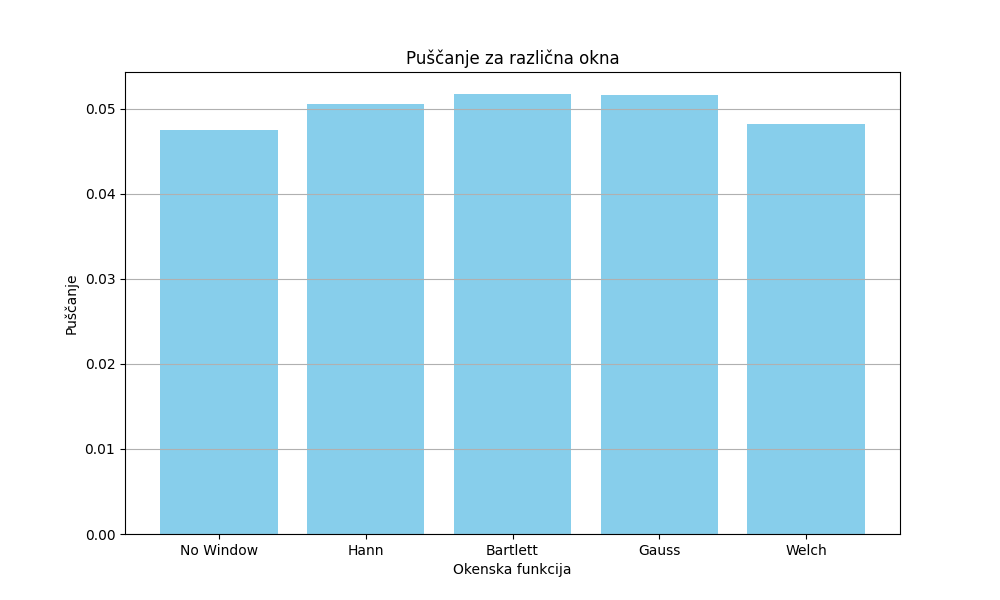 Puščanje za različna okna
Puščanje
0.05
0.04
0.03
0.02
0.01
0.00
No Window Hann Bartlett Gauss Welch
Okenska funkcija